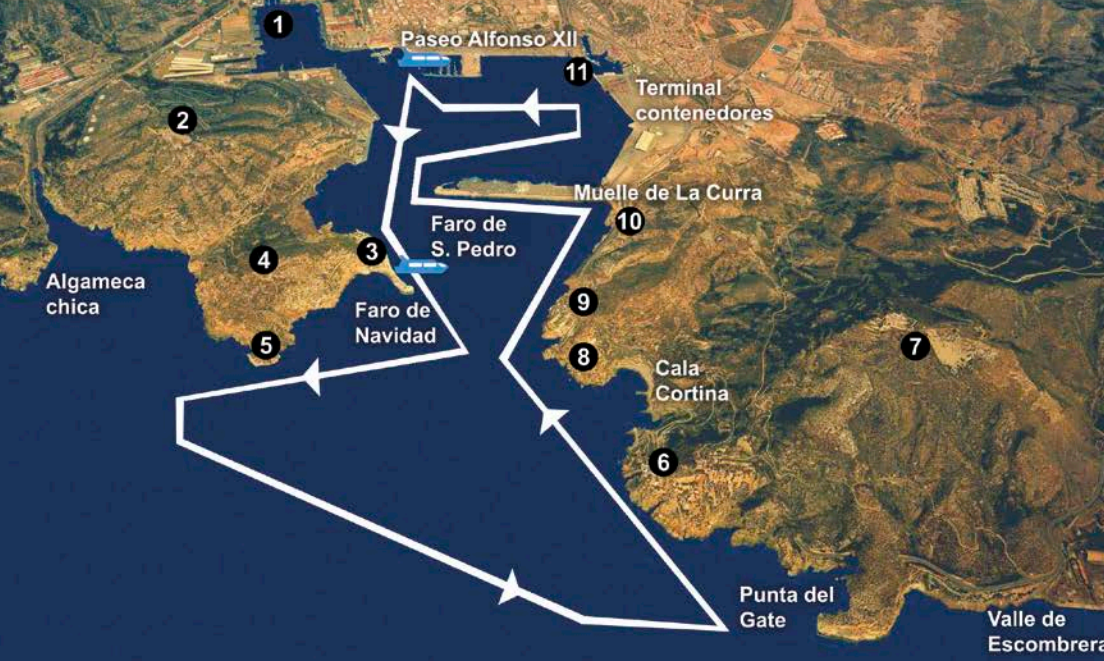 1
Paseo Alfonso XII
11
Terminal
contenedores
2
Muelle de La Curra
10
Faro de
S. Pedro
3
4
Algameca
chica
Faro de
Navidad
9
5
8
7
Cala
Cortina
6
Punta del
Gate
Valle de
Escombrera